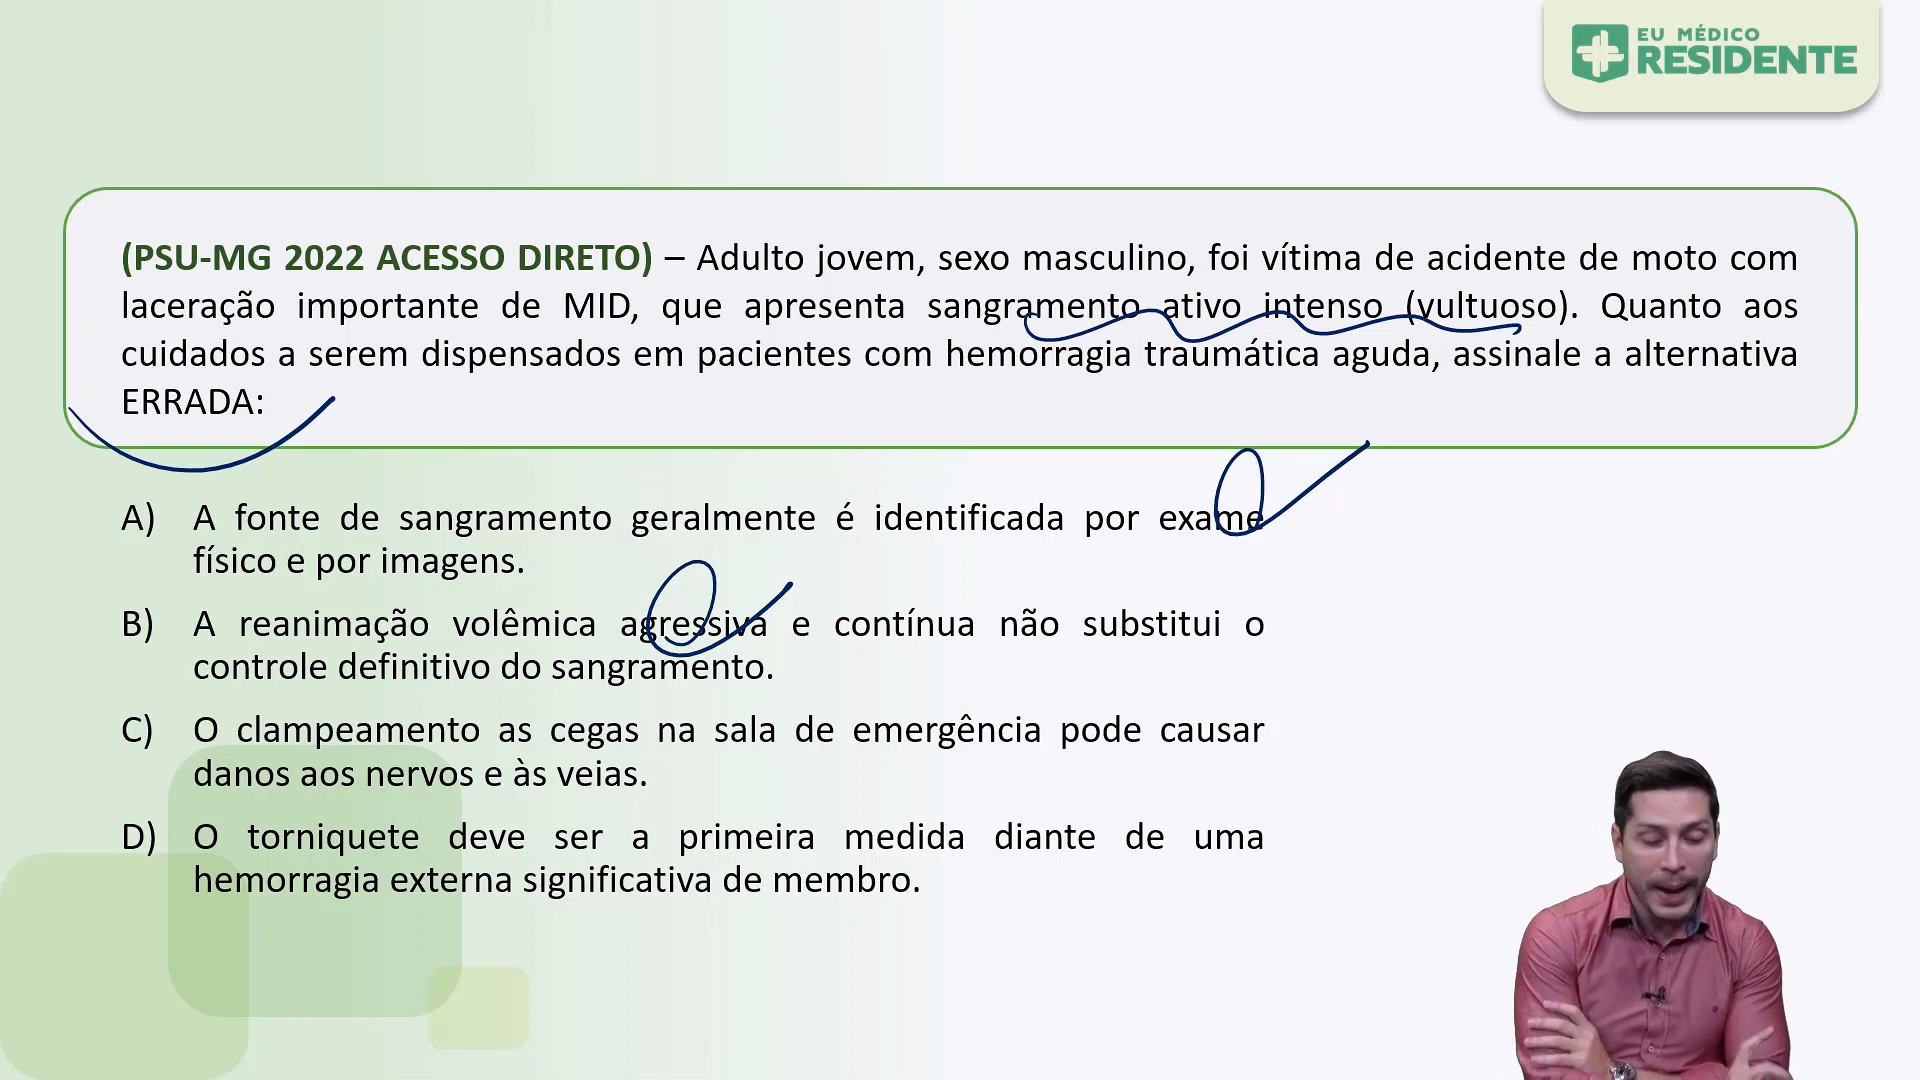 EU MÉDICO
RESIDENTE
(PSU-MG 2022 ACESSO DIRETO) – Adulto jovem, sexo masculino, foi vítima de acidente de moto com
laceração importante de MID, que apresenta sangramento ativo intenso (vultuoso). Quanto aos
cuidados a serem dispensados em pacientes com hemorragia traumática aguda, assinale a alternativa
ERRADA:
A) A fonte de sangramento geralmente é identificada por exame
físico e por imagens.
B) A reanimação volêmica agressiva e contínua não substitui o
controle definitivo do sangramento.
C) O clampeamento as cegas na sala de emergência pode causar
danos aos nervos e às veias.
D) O torniquete deve ser a primeira medida diante de uma
hemorragia externa significativa de membro.